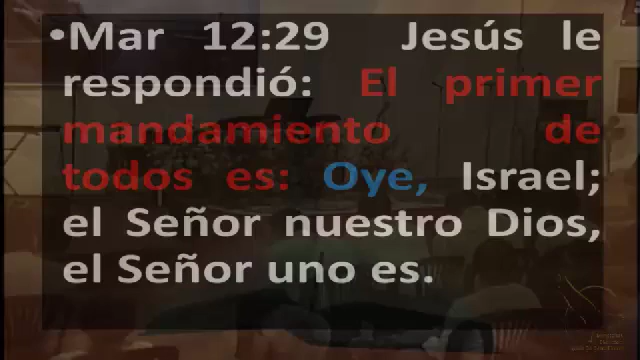 •Mar 12:29 Jesús le
respondió: El primer
mandamiento de
todos es: Oye, Israel;
el Señor nuestro Dios,
el Señor uno es.